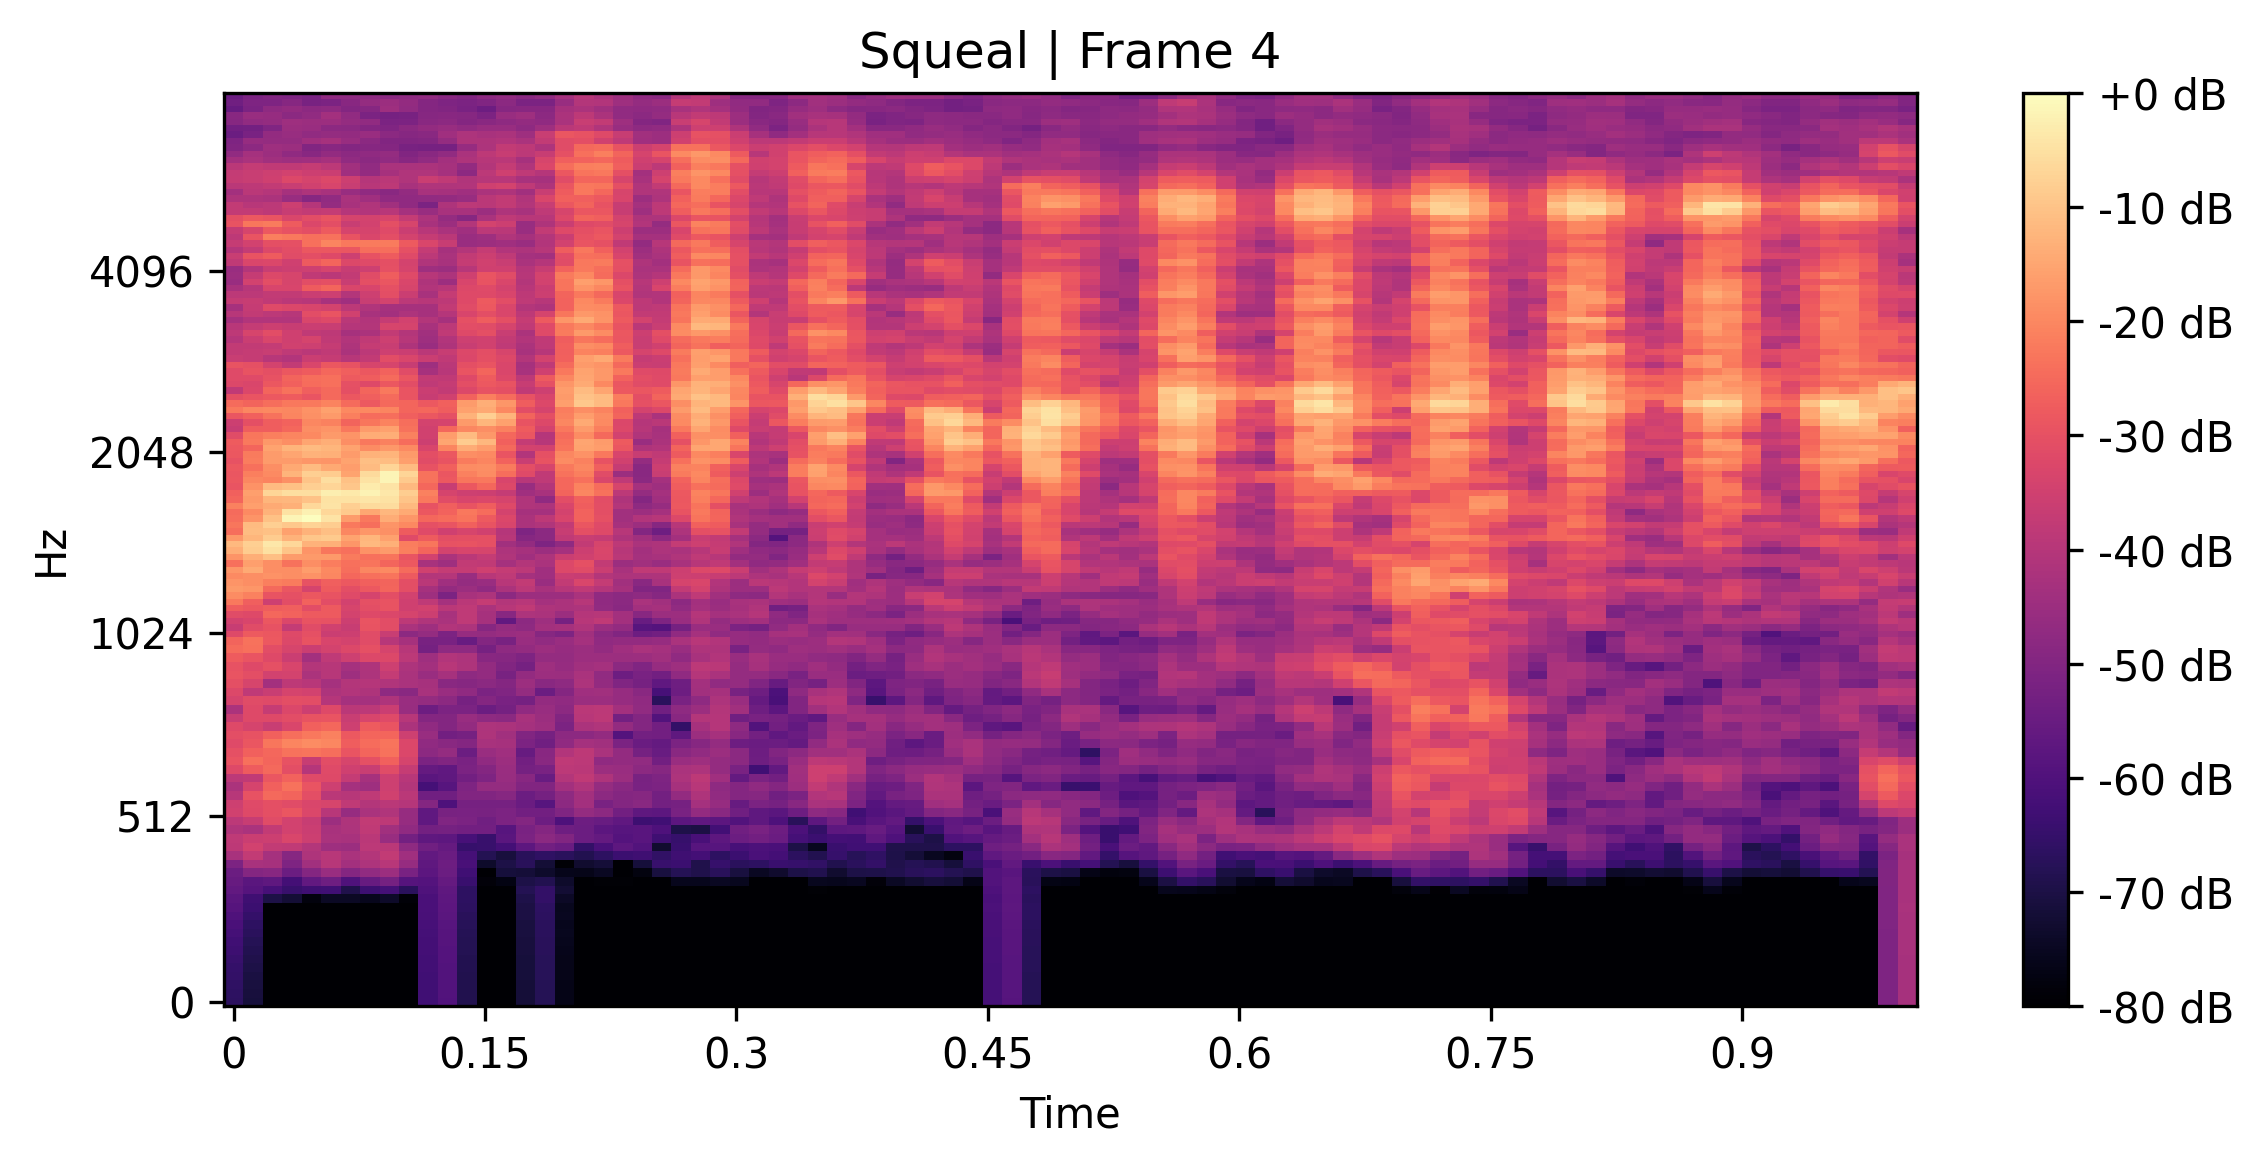 Squeal | Frame 4
+0 dB
-10 dB
-20 dB
-30 dB
-40 dB
-50 dB
-60 dB
-70 dB
-80 dB
4096
2048
1024
512
0
Hz
0 0.15 0.3 0.45 0.6 0.75 0.9
Time